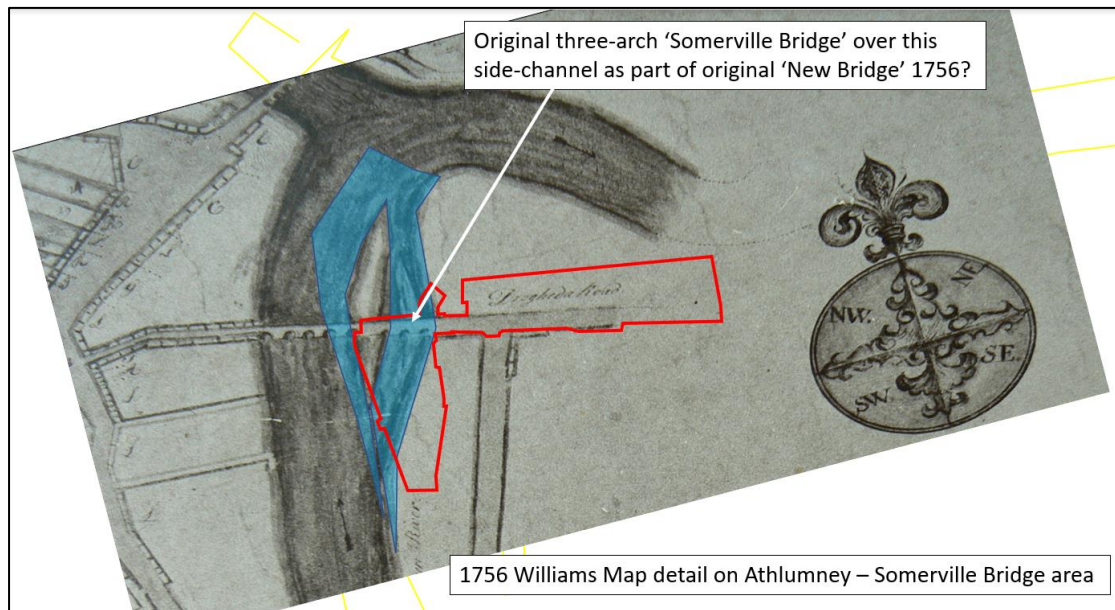 Original three-arch ‘Somerville Bridge’ over this
side-channel as part of original ‘New Bridge’ 1756?
NE
NW.
Drogheda Road
SE.
SW
River
1756 Williams Map detail on Athlumney – Somerville Bridge area